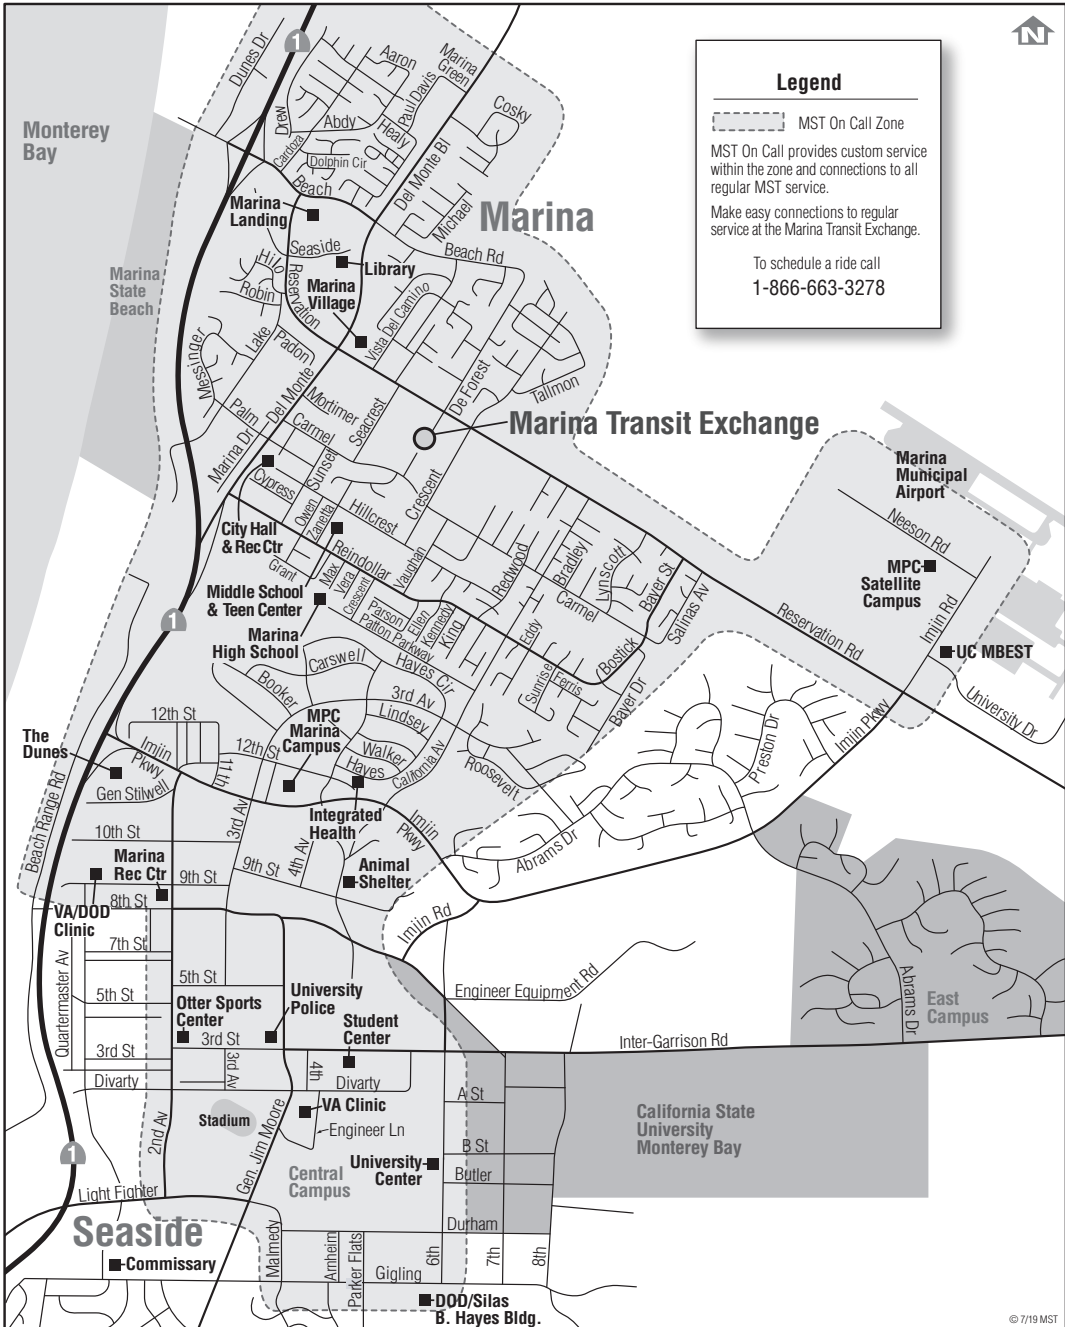 1
N
Dunes Dr
Aaron
Marina
Green
Paul Davis
Cosky
Drew
Abdy
Healy
Cardoza
Dolphin Cir
Beach
Del Monte Bl
Michael
Monterey
Bay
Legend
MST On Call Zone
MST On Call provides custom service
within the zone and connections to all
regular MST service.
Make easy connections to regular
service at the Marina Transit Exchange.
To schedule a ride call
1-866-663-3278
Marina
Landing
Marina
Seaside
Library
Beach Rd
Hilo
Robin
Reservation
Marina
Village
Vista Del Camino
Marina
State
Beach
Messinger
Lake
Padon
Del Monte
Mortimer
Seacrest
De Forest
Tallmon
Palm
Carmel
Marina Dr
Sunset
Marina Transit Exchange
Cypress
Owen
Zanetta
Hillcrest
Crescent
City Hall
& Rec Ctr
Marina
Municipal
Airport
Neeson Rd
MPC
Satellite
Campus
Imjin Rd
UC MBEST
University Dr
Grant
Reindollar
Max
Vera
Crescent
Vaughan
Redwood
Bradley
Lynscott
Bayer St
Salinas Av
Carmel
Reservation Rd
Middle School
& Teen Center
Parson
Patton Parkway
Ellen
Kennedy
King
Eddy
Bostick
Marina
High School
Carswell
Hayes Cir
Sunrise
Ferris
Bayer Dr
Booker
3rd Av
Lindsey
1
12th St
MPC
Marina
Campus
Walker
Hayes
California Av
Roosevelt
Preston Dr
Imjin Pkwy
The
Dunes
Imjin
Pkwy
12th St
11th
Gen Stilwell
Beach Range Rd
3rd Av
Integrated
Health
Imjin
Pkwy
Abrams Dr
10th St
4th Av
Marina
Rec Ctr
9th St
Animal
Shelter
9th St
8th St
VA/DOD
Clinic
Imjin Rd
7th St
Quartermaster Av
5th St
5th St
Engineer Equipment Rd
Abrams Dr
East
Campus
Otter Sports
Center
University
Police
Student
Center
3rd St
3rd St
Inter-Garrison Rd
Divarty
3rd Av
4th
Divarty
2nd Av
Stadium
Gen. Jim Moore
VA Clinic
Engineer Ln
A St
California State
University
Monterey Bay
B St
University
Center
Butler
Central
Campus
1
Light Fighter
Durham
Seaside
Malmedy
Arnheim
Parker Flats
Gigling
6th
7th
8th
Commissary
DOD/Silas
B. Hayes Bldg.
© 7/19 MST